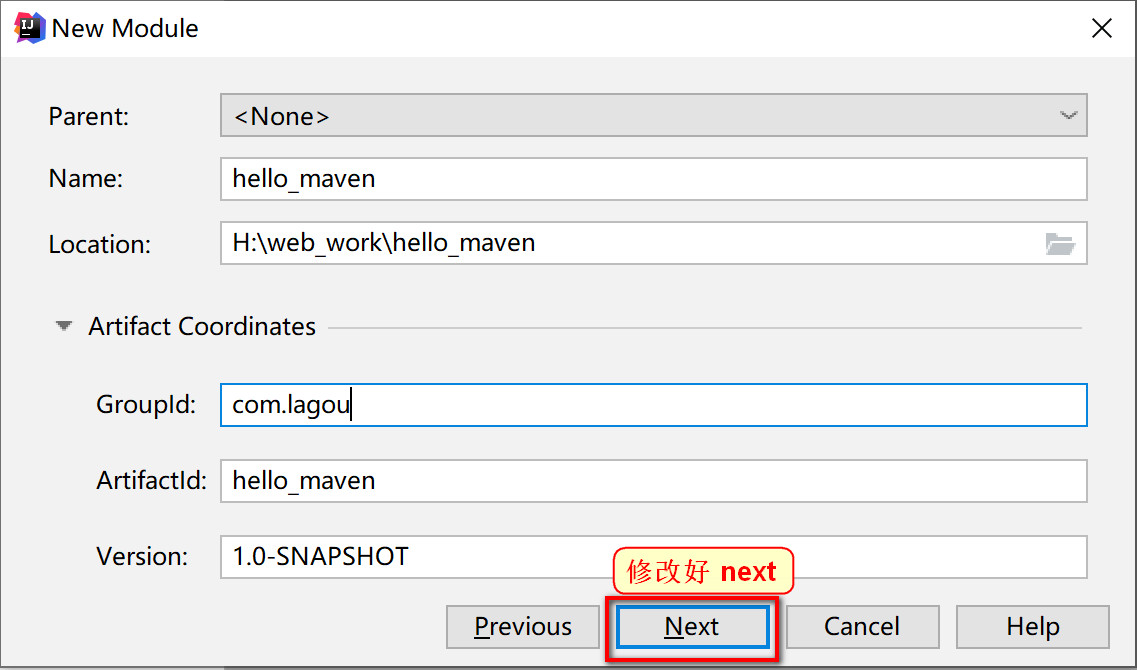 New Module
Parent: <None>
Name: hello_maven
Location: H:\web_work\hello_maven
Artifact Coordinates
GroupId: com.lagou
ArtifactId: hello_maven
Version: 1.0-SNAPSHOT
修改好 next
Previous Next Cancel Help